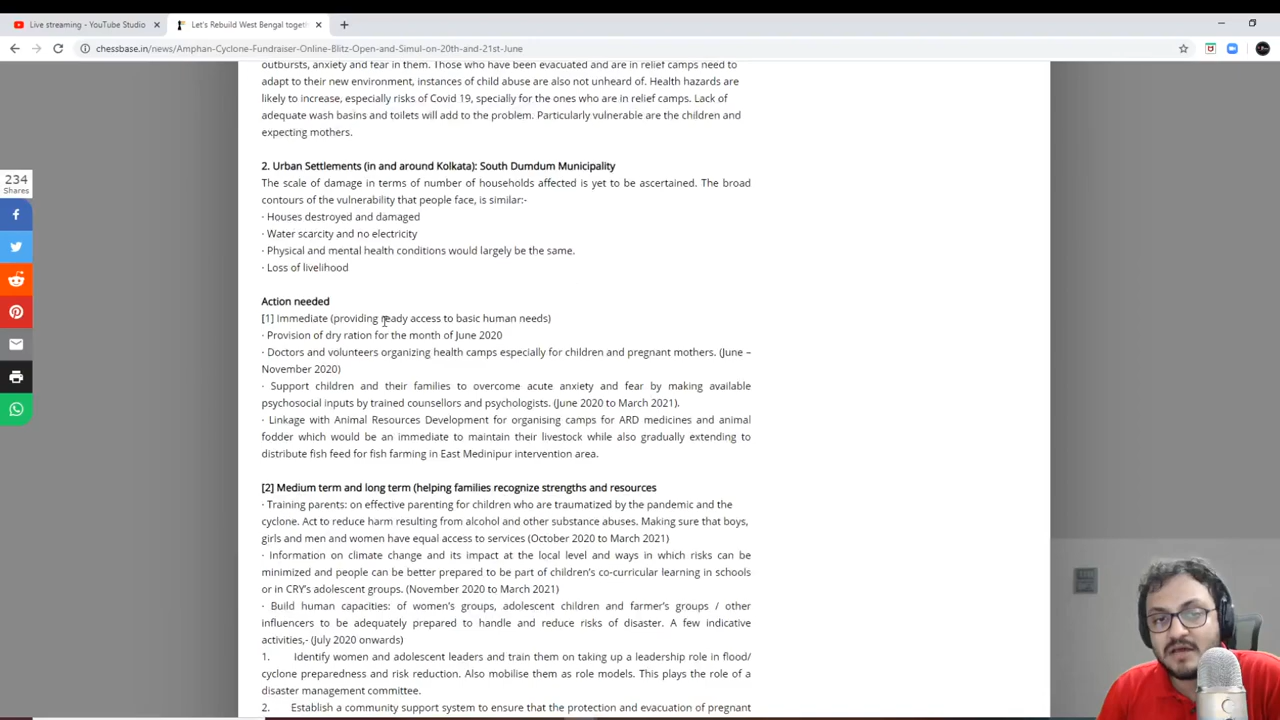 Live streaming - YouTube Studio
Let's Rebuild West Bengal togeth
chessbase.in/news/Amphan-Cyclone-Fundraiser-Online-Blitz-Open-and-Simul-on-20th-and-21st-June
234
Shares
outbursts, anxiety and fear in them. Those who have been evacuated and are in relief camps need to
adapt to their new environment, instances of child abuse are also not unheard of. Health hazards are
likely to increase, especially risks of Covid 19, specially for the ones who are in relief camps. Lack of
adequate wash basins and toilets will add to the problem. Particularly vulnerable are the children and
expecting mothers.
2. Urban Settlements (in and around Kolkata): South Dumdum Municipality
The scale of damage in terms of number of households affected is yet to be ascertained. The broad
contours of the vulnerability that people face, is similar:-
· Houses destroyed and damaged
· Water scarcity and no electricity
· Physical and mental health conditions would largely be the same.
· Loss of livelihood
Action needed
[1] Immediate (providing ready access to basic human needs)
· Provision of dry ration for the month of June 2020
· Doctors and volunteers organizing health camps especially for children and pregnant mothers. (June –
November 2020)
· Support children and their families to overcome acute anxiety and fear by making available
psychosocial inputs by trained counsellors and psychologists. (June 2020 to March 2021).
· Linkage with Animal Resources Development for organising camps for ARD medicines and animal
fodder which would be an immediate to maintain their livestock while also gradually extending to
distribute fish feed for fish farming in East Medinipur intervention area.
[2] Medium term and long term (helping families recognize strengths and resources
· Training parents: on effective parenting for children who are traumatized by the pandemic and the
cyclone. Act to reduce harm resulting from alcohol and other substance abuses. Making sure that boys,
girls and men and women have equal access to services (October 2020 to March 2021)
· Information on climate change and its impact at the local level and ways in which risks can be
minimized and people can be better prepared to be part of children's co-curricular learning in schools
or in CRY's adolescent groups. (November 2020 to March 2021)
· Build human capacities: of women's groups, adolescent children and farmer's groups / other
influencers to be adequately prepared to handle and reduce risks of disaster. A few indicative
activities,- (July 2020 onwards)
1. Identify women and adolescent leaders and train them on taking up a leadership role in flood/
cyclone preparedness and risk reduction. Also mobilise them as role models. This plays the role of a
disaster management committee.
2. Establish a community support system to ensure that the protection and evacuation of pregnant